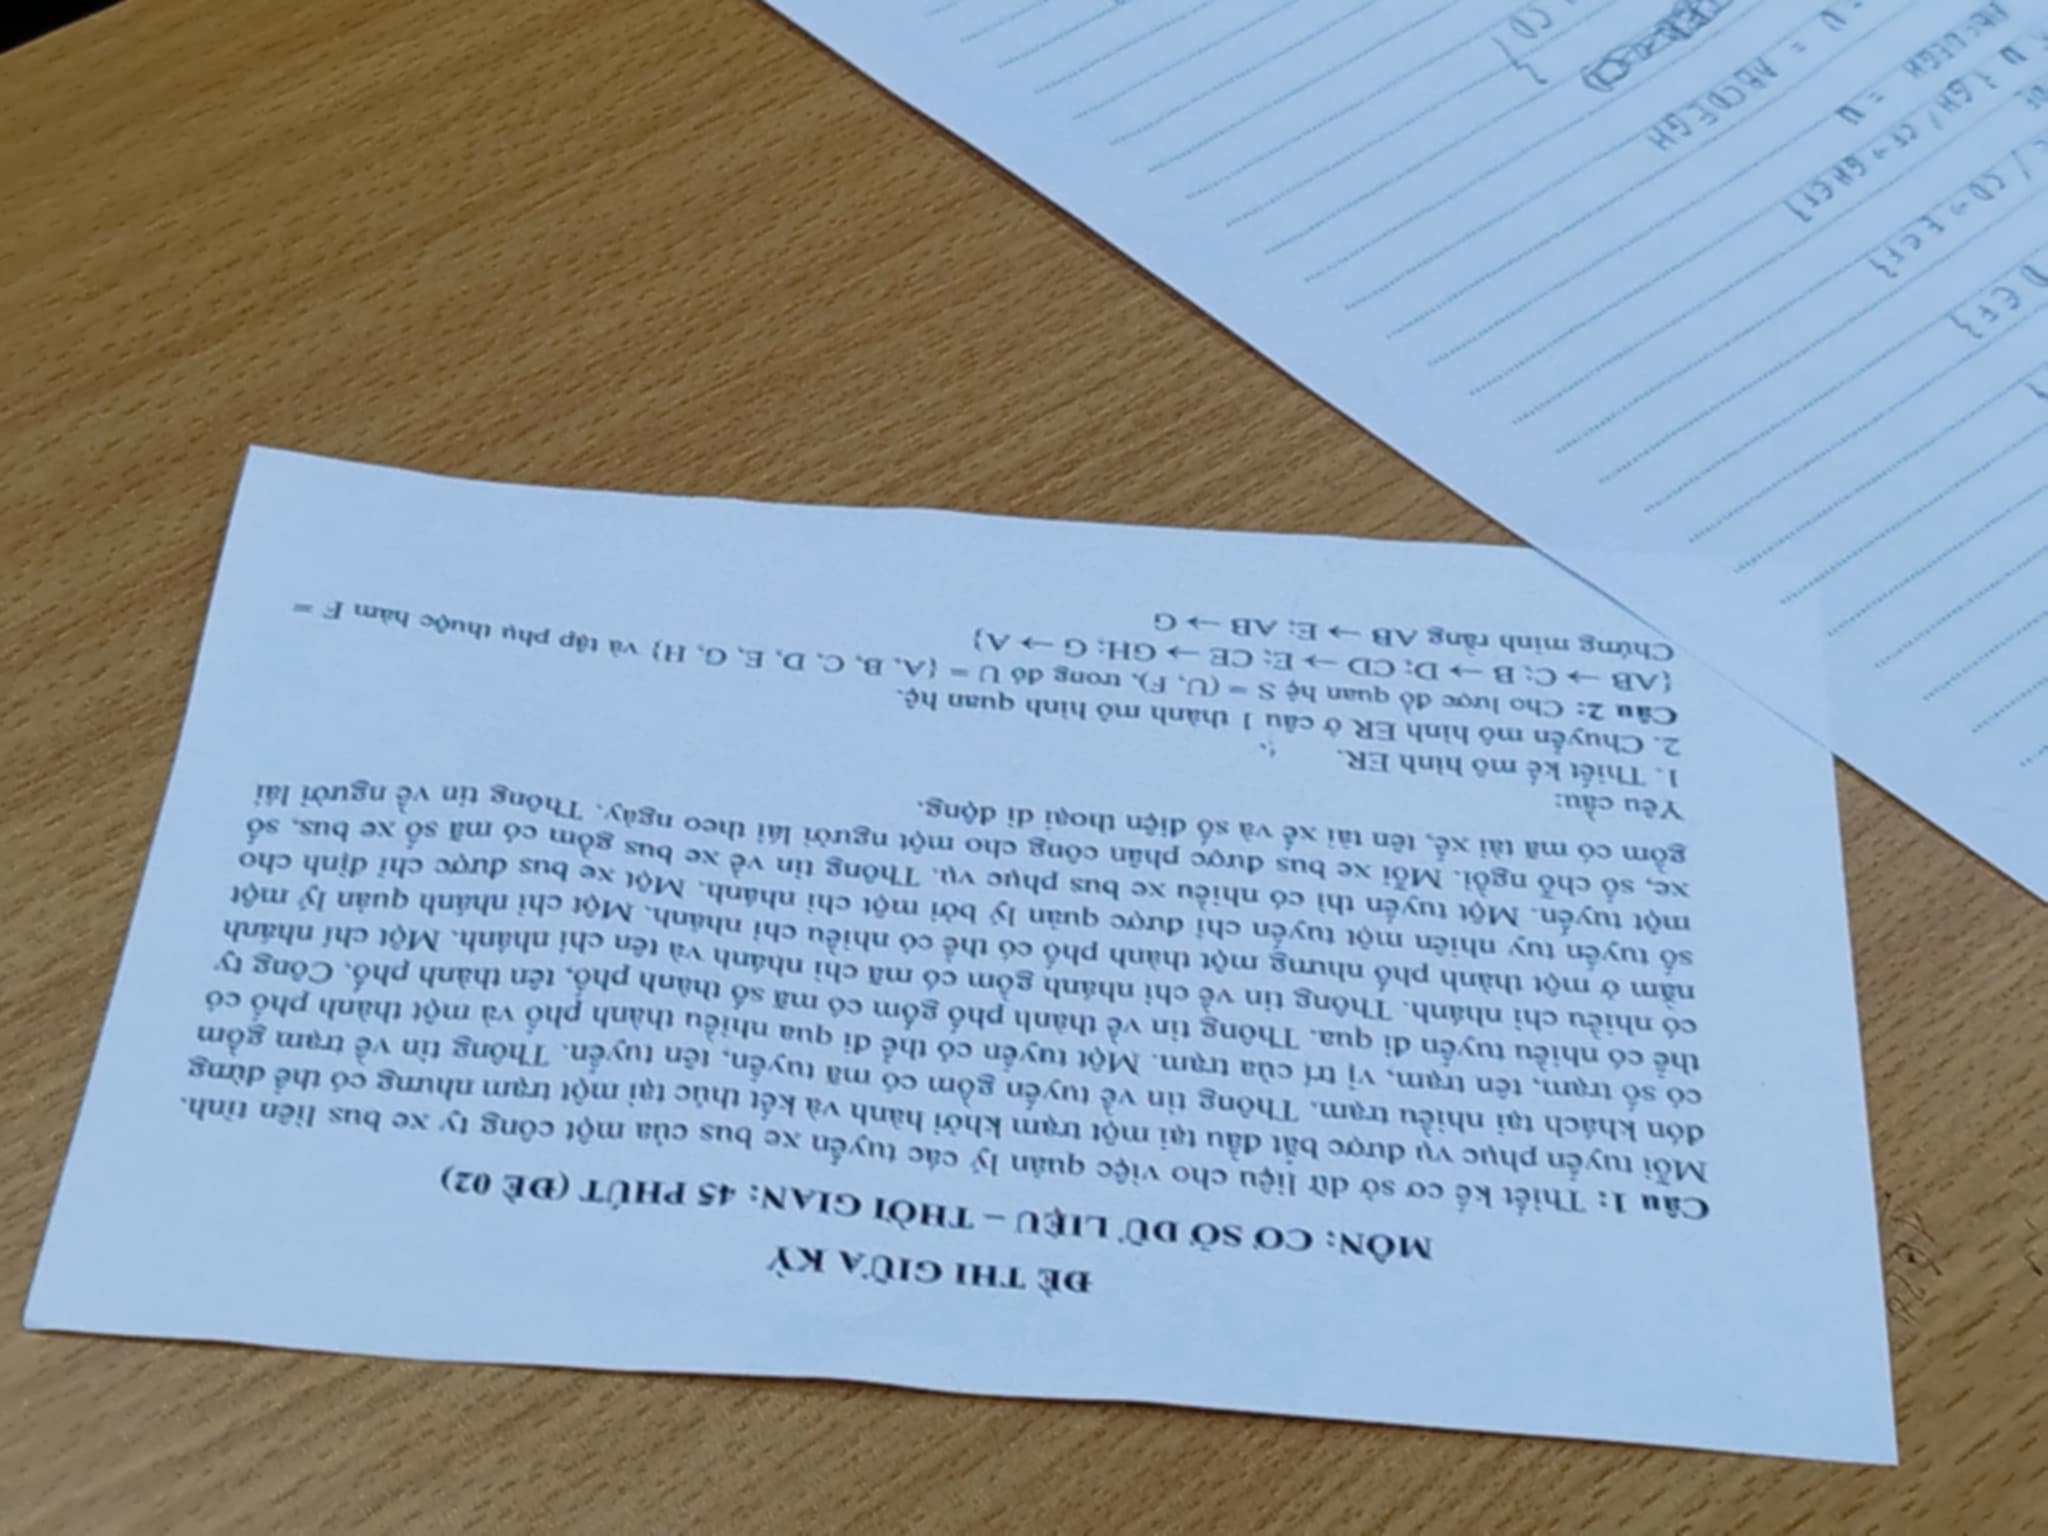 ĐỀ THI GIỮA KỲ
MÔN: CƠ SỞ DỮ LIỆU – THỜI GIAN: 45 PHÚT (ĐỀ 02)
Câu 1: Thiết kế cơ sở dữ liệu cho việc quản lý các tuyến xe bus của một công ty xe bus liên tỉnh.
Mỗi tuyến phục vụ được bắt đầu tại một trạm khởi hành và kết thúc tại một trạm nhưng có thể dừng
đón khách tại nhiều trạm. Thông tin về tuyến gồm có mã tuyến, tên tuyến. Thông tin về trạm gồm
có số trạm, tên trạm, vị trí của trạm. Một tuyến có thể đi qua nhiều thành phố và một thành phố có
thể có nhiều tuyến đi qua. Thông tin về thành phố gồm có mã số thành phố, tên thành phố. Công ty
có nhiều chi nhánh. Thông tin về chi nhánh gồm có mã chi nhánh và tên chi nhánh. Một chi nhánh
nằm ở một thành phố nhưng một thành phố có thể có nhiều chi nhánh. Một chi nhánh quản lý một
số tuyến tuy nhiên một tuyến chỉ được quản lý bởi một chi nhánh. Một xe bus được chỉ định cho
một tuyến. Một tuyến thì có nhiều xe bus phục vụ. Thông tin về xe bus gồm có mã số xe bus, số
xe, số chỗ ngồi. Mỗi xe bus được phân công cho một người lái theo ngày. Thông tin về người lái
gồm có mã tài xế, tên tài xế và số điện thoại di động.
Yêu cầu:
1. Thiết kế mô hình ER.
2. Chuyển mô hình ER ở câu 1 thành mô hình quan hệ.
Câu 2: Cho lược đồ quan hệ S = (U, F), trong đó U = {A, B, C, D, E, G, H} và tập phụ thuộc hàm F =
{AB → C; B → D; CD → E; CE → GH; G → A}
Chứng minh rằng AB → E; AB → G
D E F }
/ CD → E C F }
U { GH / CF → GH E F }
ABCDEGH = U
= U = ABCDEGH
CD }